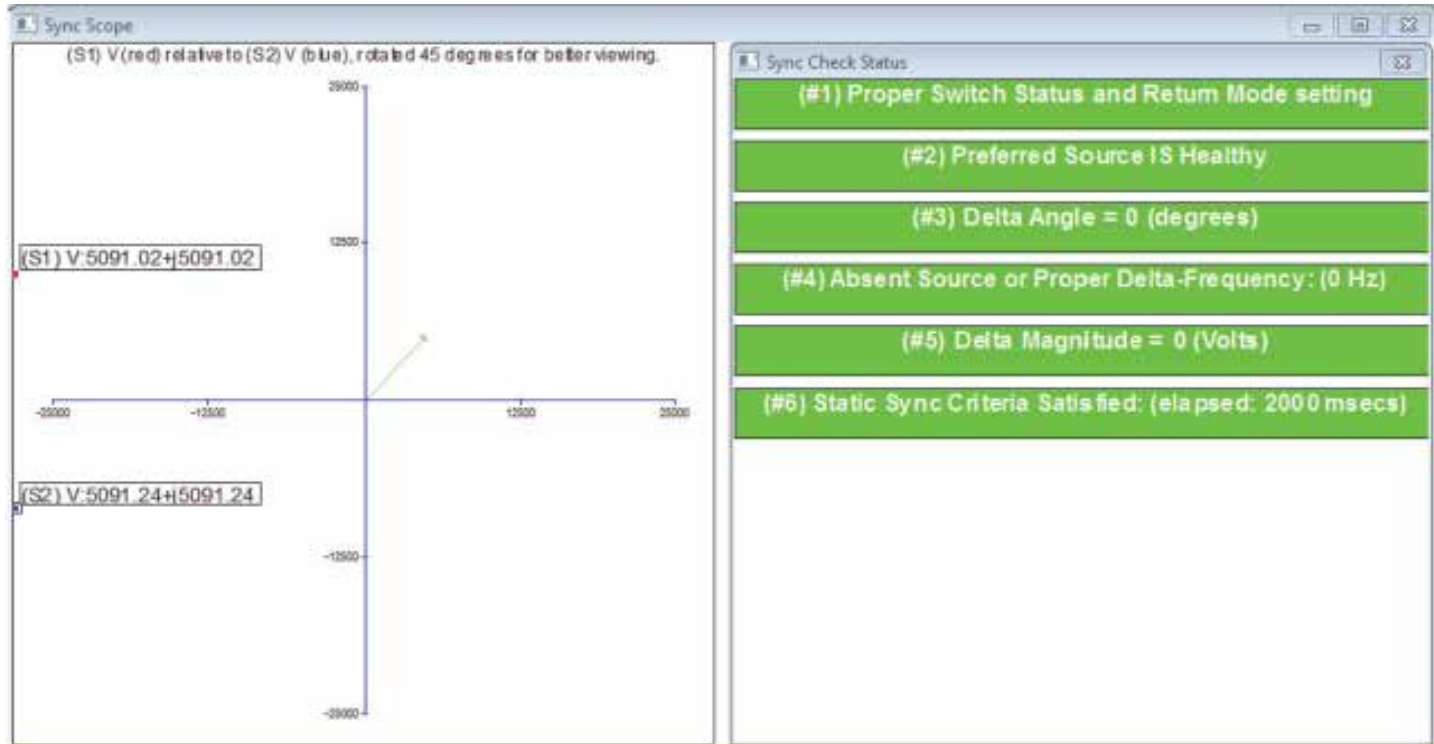 Sync Scope
(S1) V (red) relative to (S2) V (blue), rotated 45 degrees for better viewing.
25000
12500
(S1) V:5091.02+j5091.02
-25000
-12500
12500
25000
(S2) V:5091.24+j5091.24
-12500
-25000
Sync Check Status
(#1) Proper Switch Status and Return Mode setting
(#2) Preferred Source IS Healthy
(#3) Delta Angle = 0 (degrees)
(#4) Absent Source or Proper Delta-Frequency: (0 Hz)
(#5) Delta Magnitude = 0 (Volts)
(#6) Static Sync Criteria Satisfied: (elapsed: 2000 msecs)